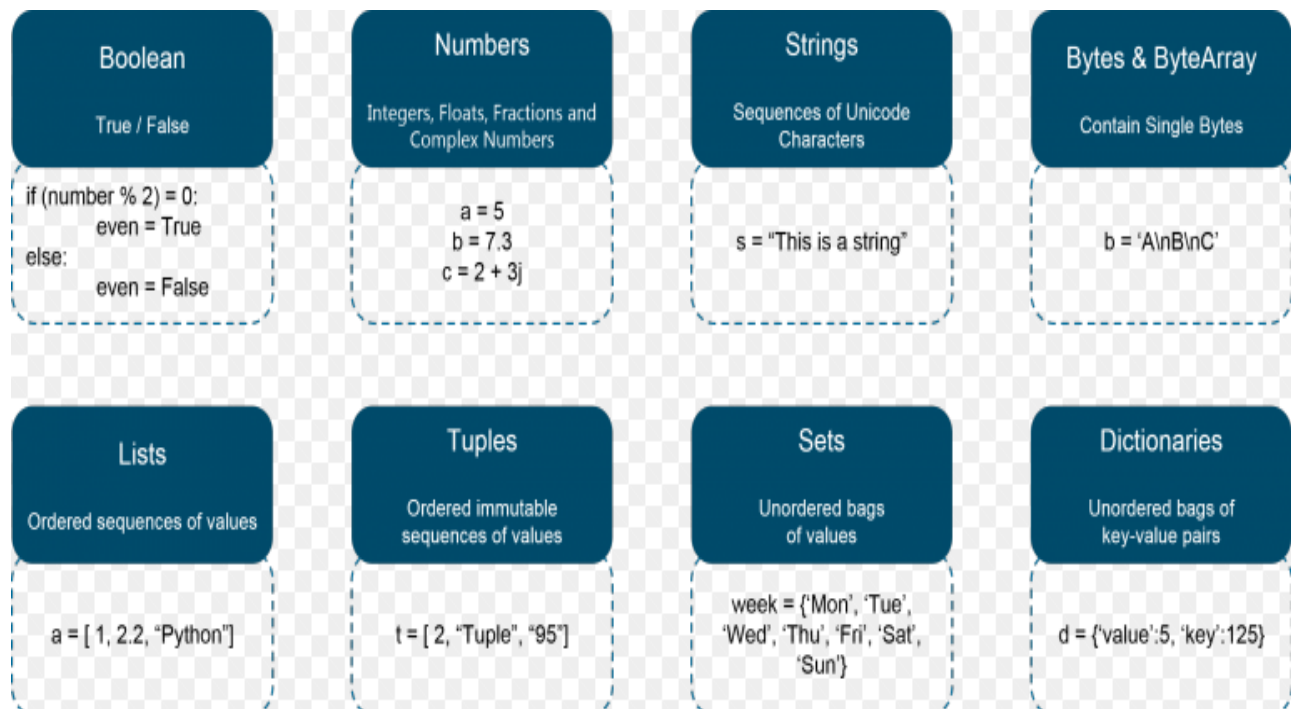 Boolean
True / False
if (number % 2) = 0:
even = True
else:
even = False
Numbers
Integers, Floats, Fractions and
Complex Numbers
a = 5
b = 7.3
c = 2 + 3j
Strings
Sequences of Unicode
Characters
s = “This is a string”
Bytes & ByteArray
Contain Single Bytes
b = ‘A\nB\nC’
Lists
Ordered sequences of values
a = [ 1, 2.2, “Python”]
Tuples
Ordered immutable
sequences of values
t = [ 2, “Tuple”, “95”]
Sets
Unordered bags
of values
week = {‘Mon’, ‘Tue’,
‘Wed’, ‘Thu’, ‘Fri’, ‘Sat’,
‘Sun’}
Dictionaries
Unordered bags of
key-value pairs
d = {‘value’:5, ‘key’:125}